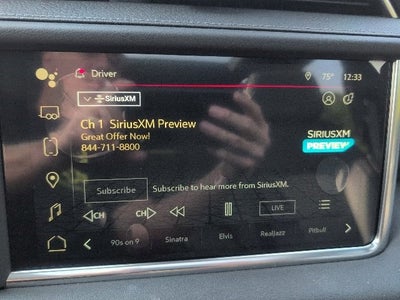 Driver
75° 12:33
SiriusXM
Ch 1 SiriusXM Preview
Great Offer Now!
844-711-8800
SIRIUSXM
PREVIEW
Subscribe
Subscribe to hear more from SiriusXM.
CH
CH
LIVE
90s on 9 Sinatra Elvis RealJazz Pitbull